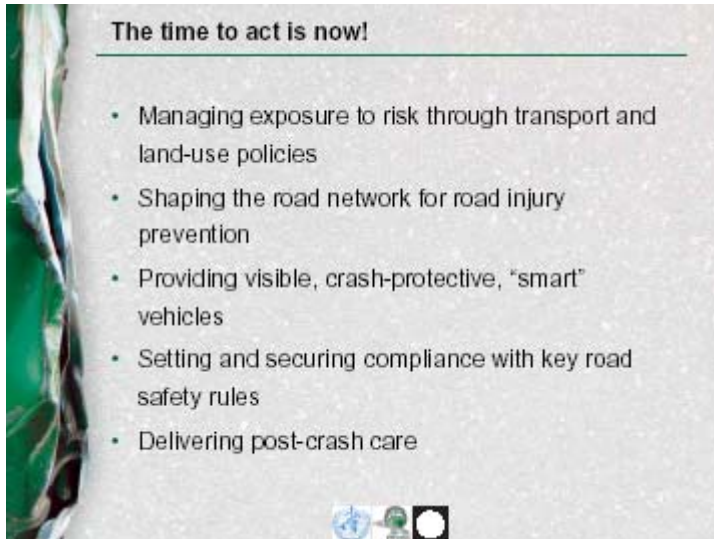 The time to act is now!
• Managing exposure to risk through transport and
land-use policies
• Shaping the road network for road injury
prevention
• Providing visible, crash-protective, “smart”
vehicles
• Setting and securing compliance with key road
safety rules
• Delivering post-crash care